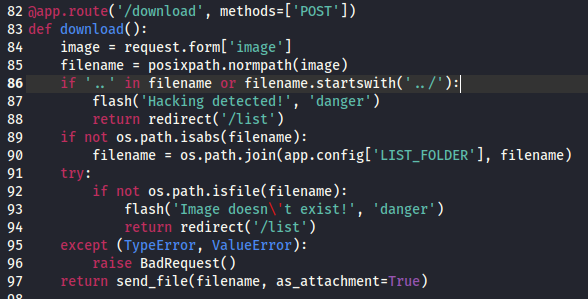 82 @app.route('/download', methods=['POST'])
83 def download():
84     image = request.form['image']
85     filename = posixpath.normpath(image)
86     if '..' in filename or filename.startswith('../'):
87         flash('Hacking detected!', 'danger')
88         return redirect('/list')
89     if not os.path.isabs(filename):
90         filename = os.path.join(app.config['LIST_FOLDER'], filename)
91     try:
92         if not os.path.isfile(filename):
93             flash('Image doesn\'t exist!', 'danger')
94             return redirect('/list')
95     except (TypeError, ValueError):
96         raise BadRequest()
97     return send_file(filename, as_attachment=True)
98